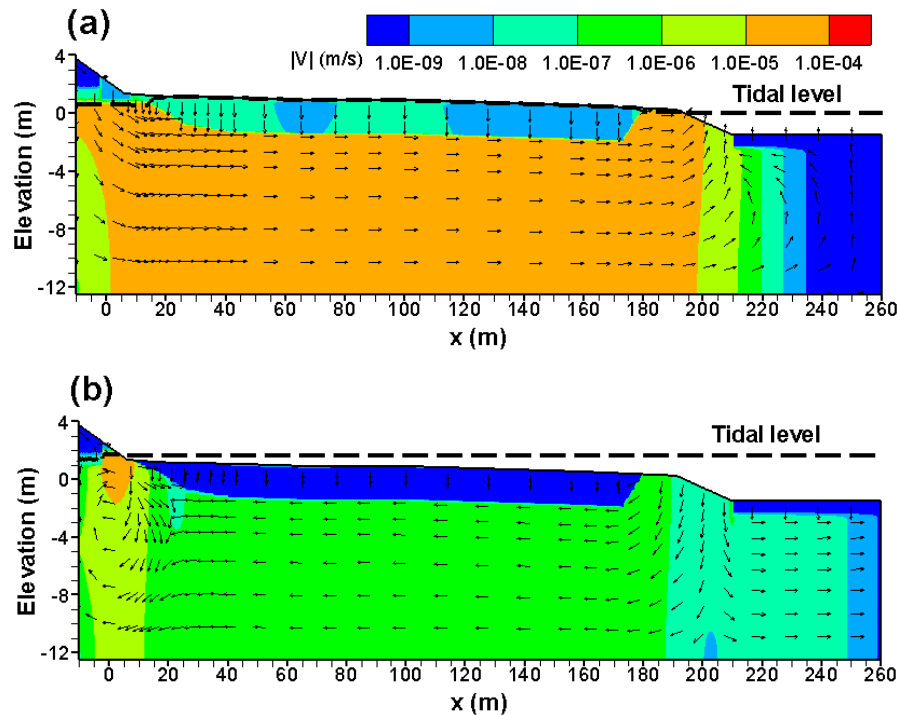 (a)
|V| (m/s) 1.0E-09 1.0E-08 1.0E-07 1.0E-06 1.0E-05 1.0E-04
Tidal level
Elevation (m)
4
0
-4
-8
-12
0 20 40 60 80 100 120 140 160 180 200 220 240 260
x (m)
(b)
Tidal level
Elevation (m)
4
0
-4
-8
-12
0 20 40 60 80 100 120 140 160 180 200 220 240 260
x (m)